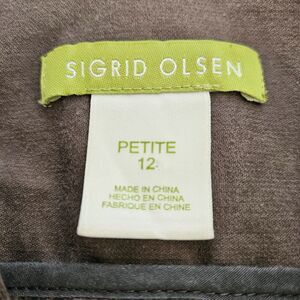 SIGRID OLSEN
PETITE
12
MADE IN CHINA
HECHO EN CHINA
FABRIQUE EN CHINE